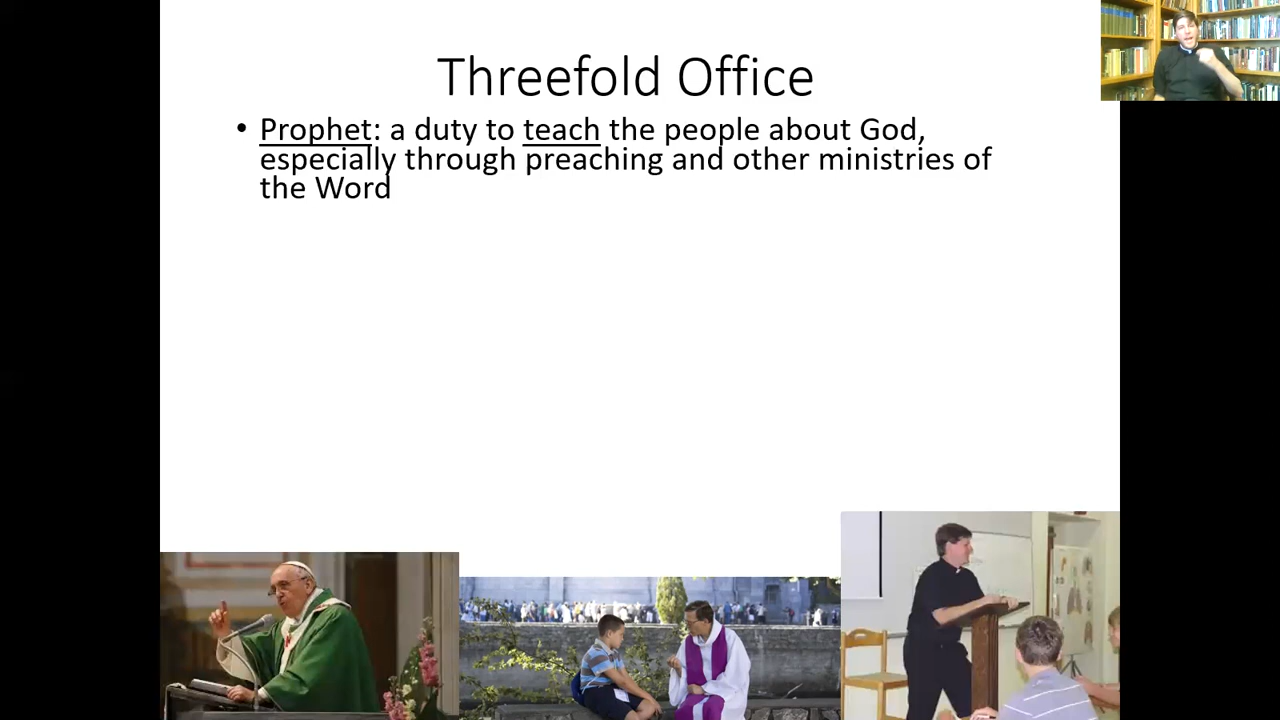 Threefold Office
• Prophet: a duty to teach the people about God,
especially through preaching and other ministries of
the Word